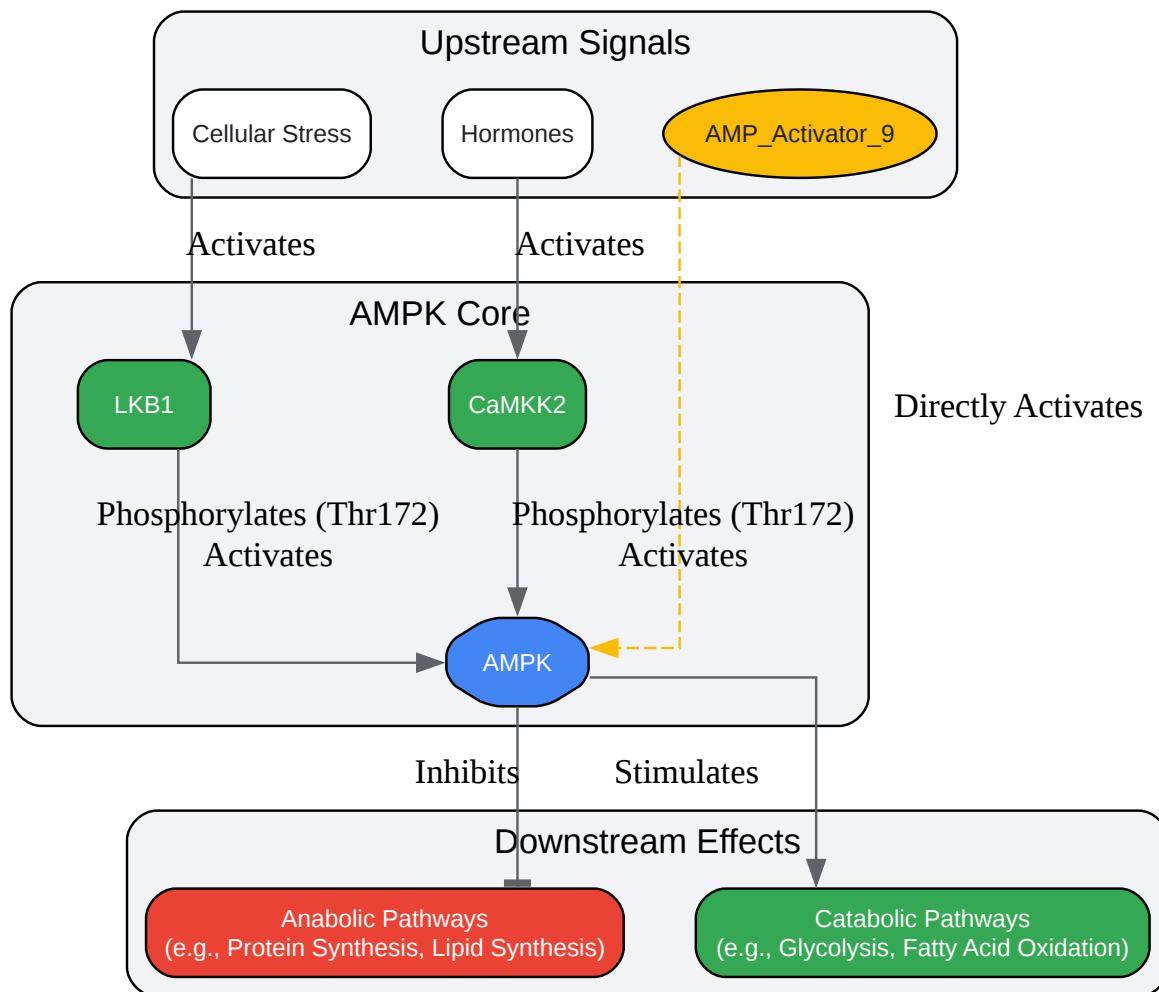 Upstream Signals
Cellular Stress
Hormones
AMP_Activator_9
Activates
Activates
AMPK Core
LKB1
CaMKK2
Directly Activates
Phosphorylates (Thr172)
Activates
Phosphorylates (Thr172)
Activates
AMPK
Inhibits
Stimulates
Downstream Effects
Anabolic Pathways
(e.g., Protein Synthesis, Lipid Synthesis)
Catabolic Pathways
(e.g., Glycolysis, Fatty Acid Oxidation)